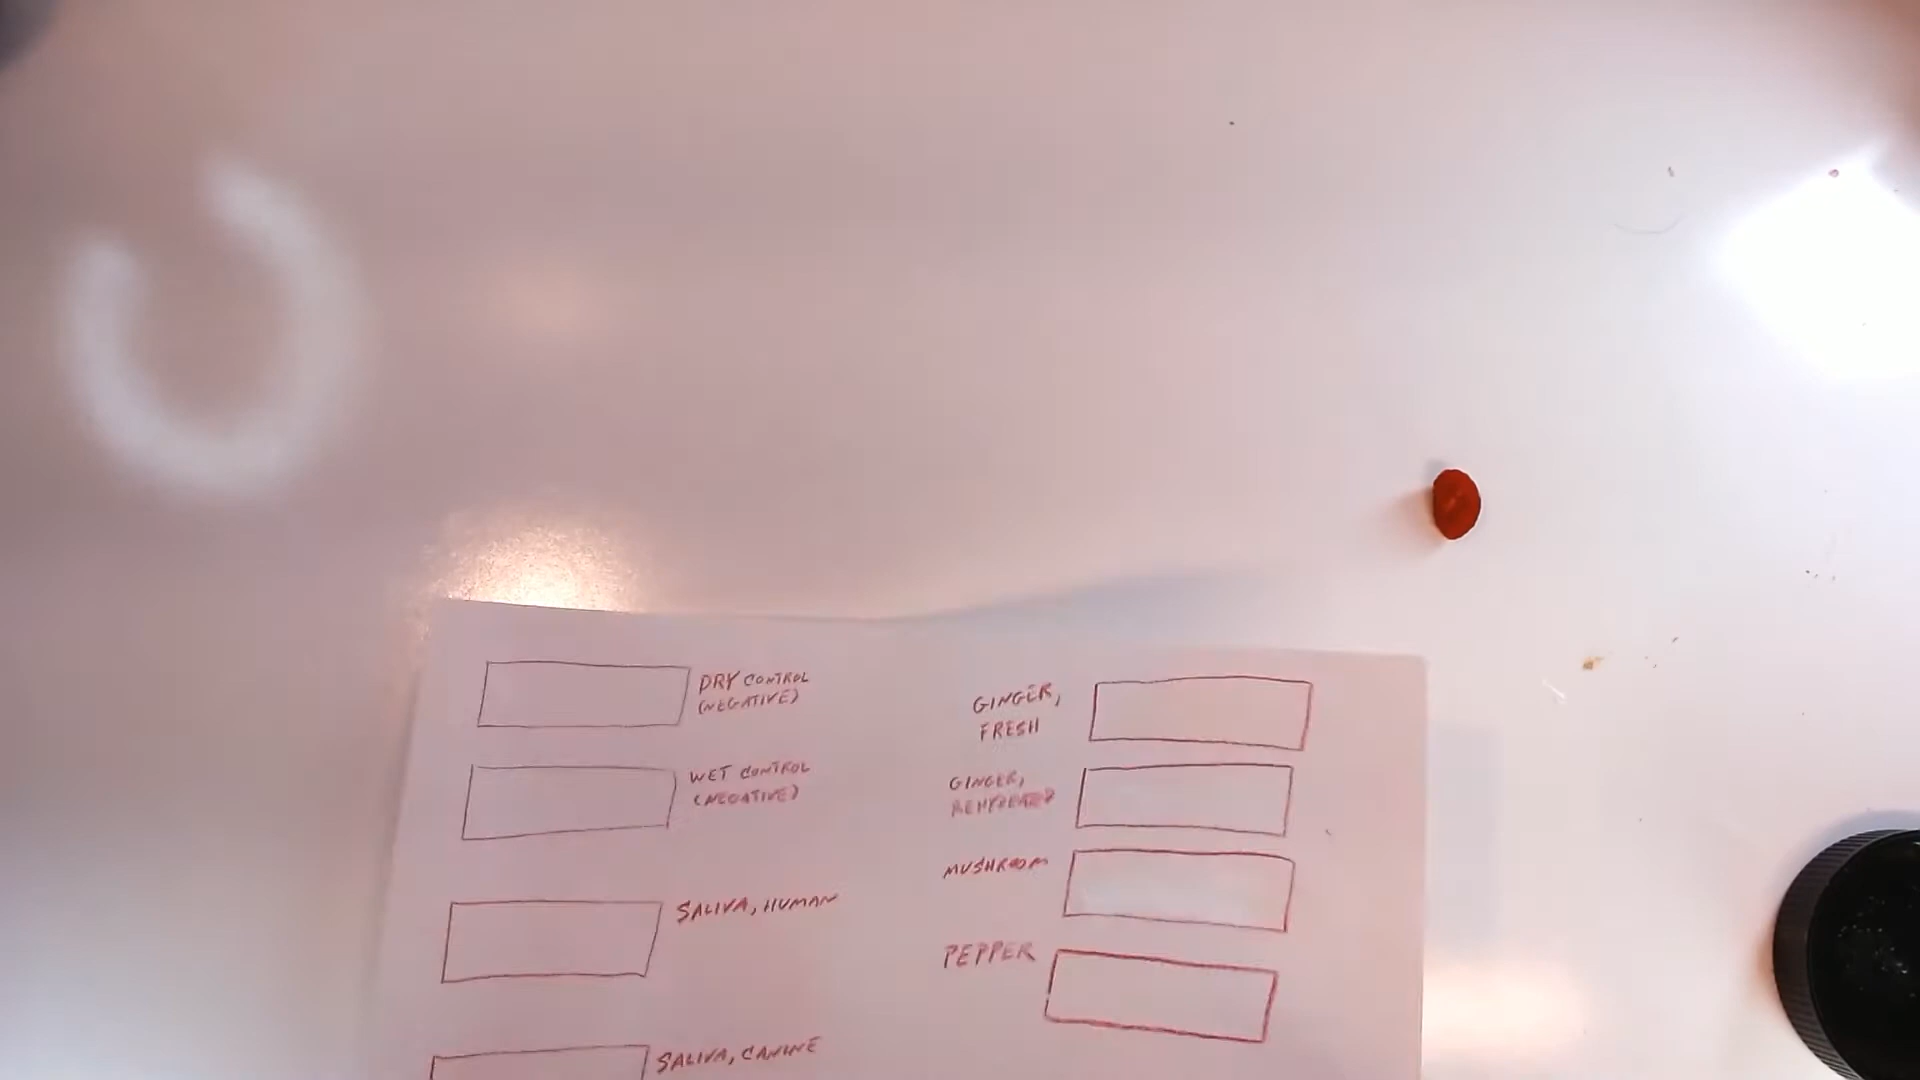 DRY CONTROL
(NEGATIVE)
WET CONTROL
(NEGATIVE)
SALIVA, HUMAN
SALIVA, CANINE
GINGER,
FRESH
GINGER,
REHYDRATED
MUSHROOM
PEPPER